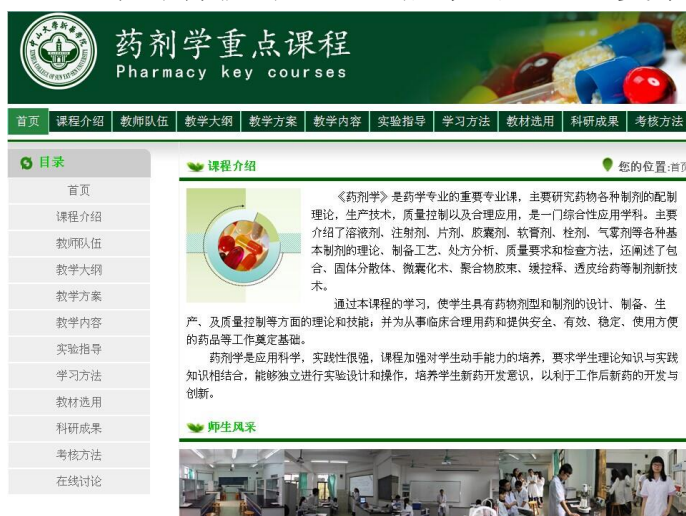 药剂学重点课程
Pharmacy key courses
首页 课程介绍 教师队伍 教学大纲 教学方案 教学内容 实验指导 学习方法 教材选用 科研成果 考核方法
目录
首页
课程介绍
教师队伍
教学大纲
教学方案
教学内容
实验指导
学习方法
教材选用
科研成果
考核方法
在线讨论
课程介绍
您的位置:首页
《药剂学》是药学专业的重要专业课，主要研究药物各种制剂的配制
理论，生产技术，质量控制以及合理应用，是一门综合性应用学科。主要
介绍了溶液剂、注射剂、片剂、胶囊剂、软膏剂、栓剂、气雾剂等各种基
本制剂的理论、制备工艺、处方分析、质量要求和检查方法，还阐述了包
合、固体分散体、微囊化术、聚合物胶束、缓控释、透皮给药等制剂新技
术。
通过本课程的学习，使学生具有药物剂型和制剂的设计、制备、生
产、及质量控制等方面的理论和技能；并为从事临床合理用药和提供安全、有效、稳定、使用方便
的药品等工作奠定基础。
药剂学是应用科学，实践性很强，课程加强对学生动手能力的培养，要求学生理论知识与实践
知识相结合，能够独立进行实验设计和操作，培养学生新药开发意识，以利于工作后新药的开发与
创新。
师生风采